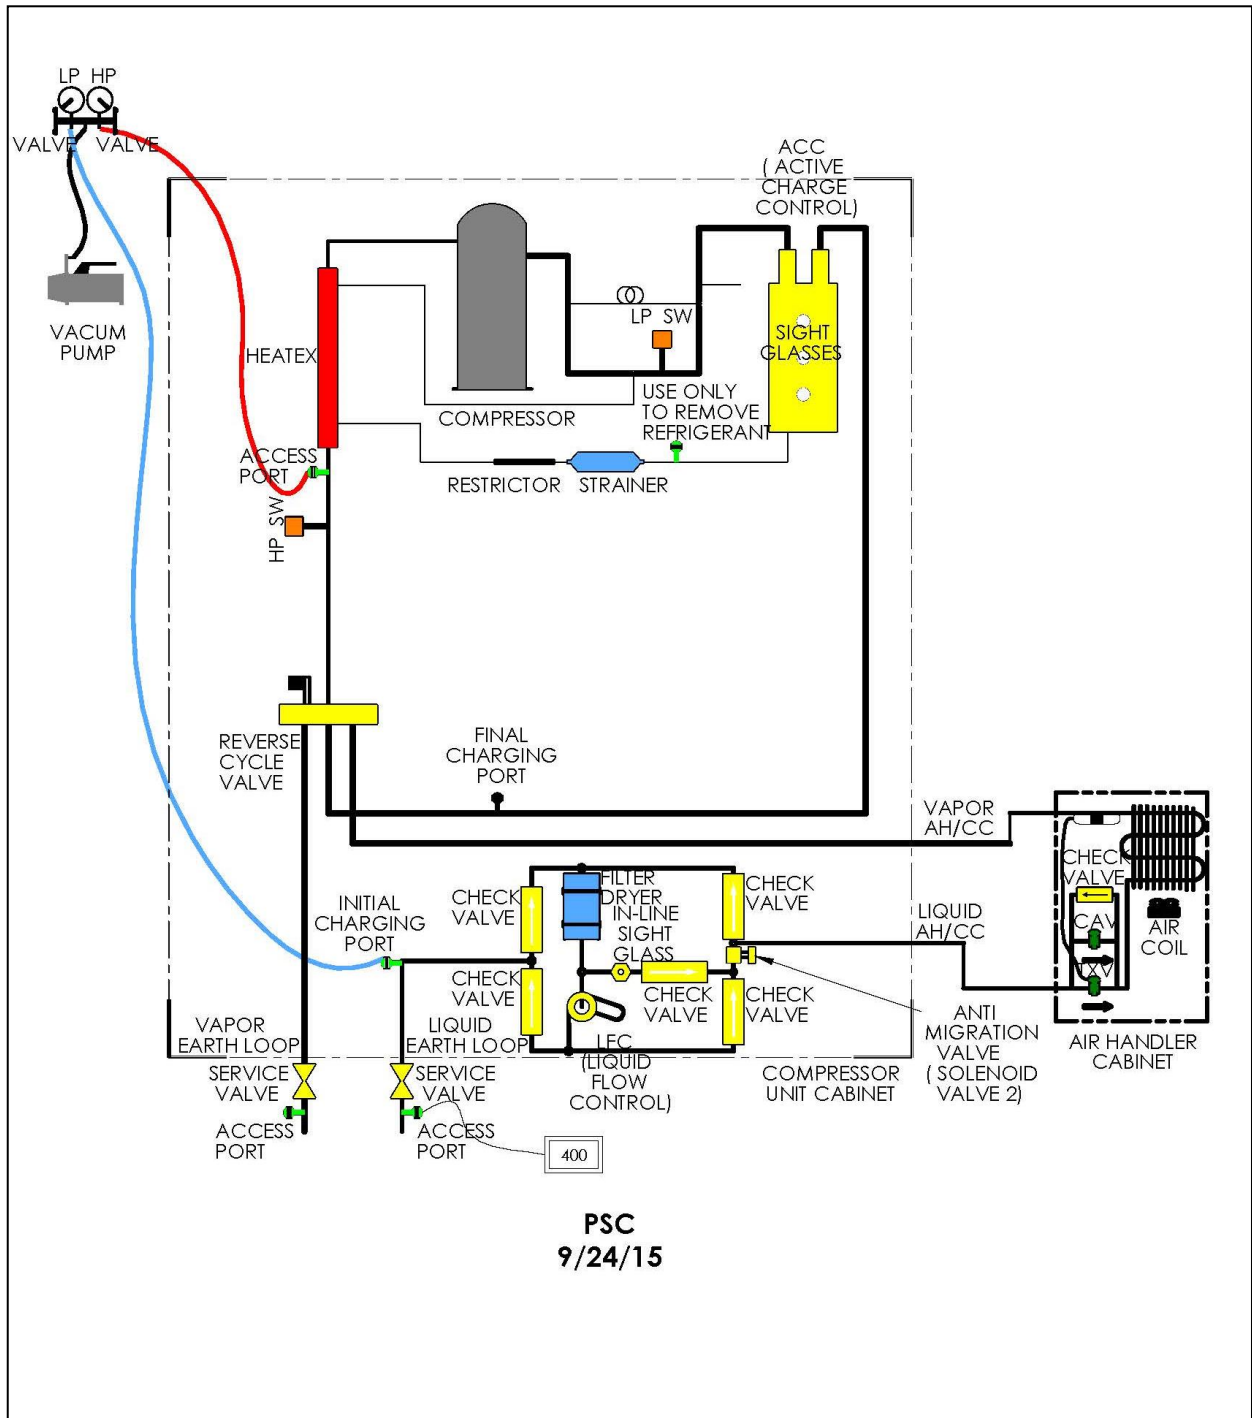 LP HP
VALVE VALVE
VACUM
PUMP
ACC
( ACTIVE
CHARGE
CONTROL)
HEATEX
COMPRESSOR
LP SW
SIGHT
GLASSES
USE ONLY
TO REMOVE
REFRIGERANT
ACCESS
PORT
RESTRICTOR
STRAINER
HP SW
REVERSE
CYCLE
VALVE
FINAL
CHARGING
PORT
VAPOR
AH/CC
CHECK
VALVE
CAV
TXV
AIR
COIL
AIR HANDLER
CABINET
INITIAL
CHARGING
PORT
CHECK
VALVE
FILTER
DRYER
IN-LINE
SIGHT
GLASS
CHECK
VALVE
LIQUID
AH/CC
CHECK
VALVE
CHECK
VALVE
CHECK
VALVE
VAPOR
EARTH LOOP
LIQUID
EARTH LOOP
LFC
(LIQUID
FLOW
CONTROL)
ANTI
MIGRATION
VALVE
( SOLENOID
VALVE 2)
COMPRESSOR
UNIT CABINET
SERVICE
VALVE
SERVICE
VALVE
ACCESS
PORT
ACCESS
PORT
400
PSC
9/24/15